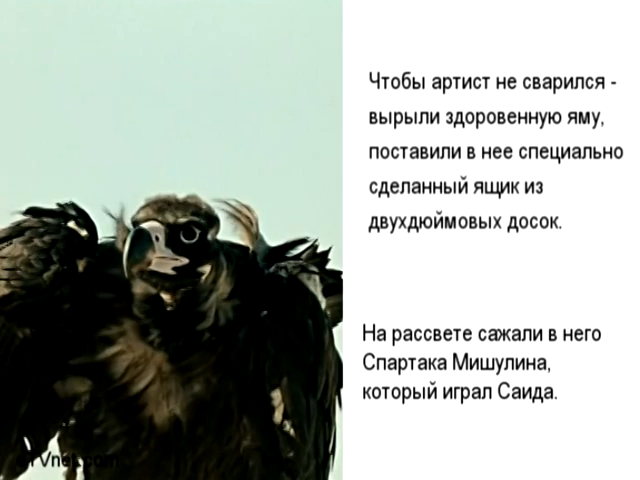 Чтобы артист не сварился -
вырыли здоровенную яму,
поставили в нее специально
сделанный ящик из
двухдюймовых досок.
На рассвете сажали в него
Спартака Мишулина,
который играл Саида.